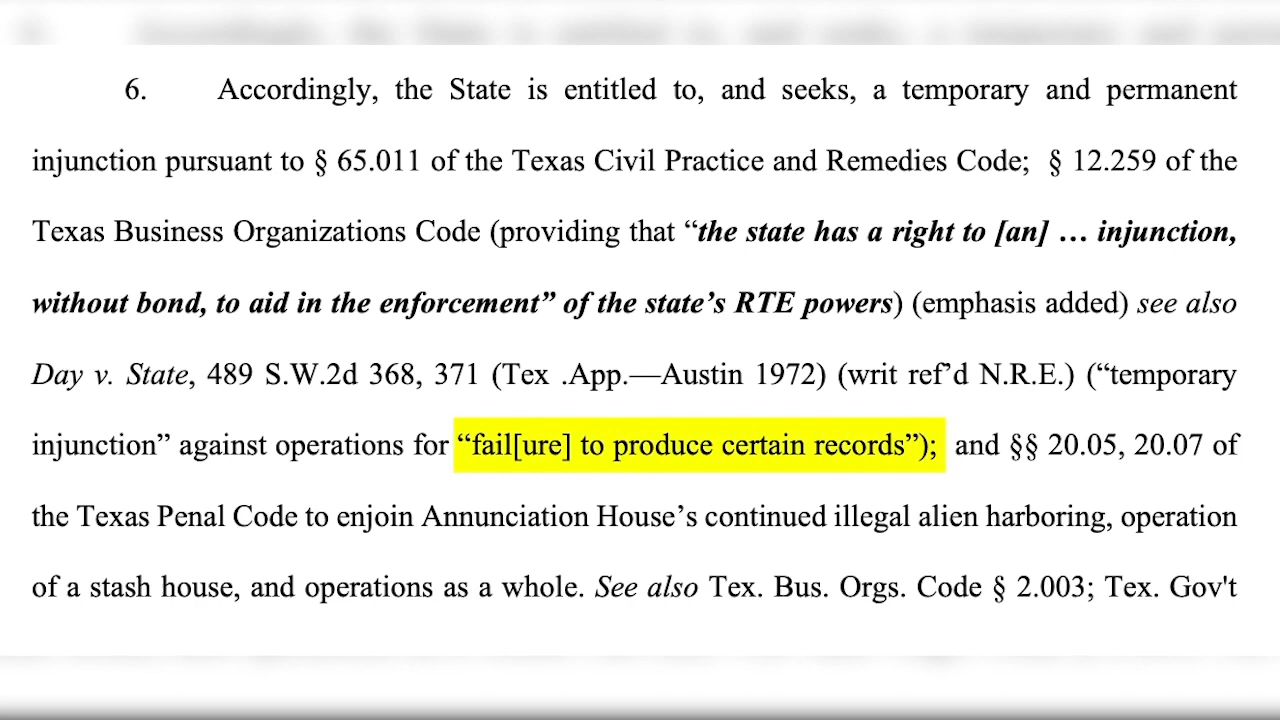 6. Accordingly, the State is entitled to, and seeks, a temporary and permanent
injunction pursuant to § 65.011 of the Texas Civil Practice and Remedies Code; § 12.259 of the
Texas Business Organizations Code (providing that “the state has a right to [an] … injunction,
without bond, to aid in the enforcement” of the state’s RTE powers) (emphasis added) see also
Day v. State, 489 S.W.2d 368, 371 (Tex .App.—Austin 1972) (writ ref’d N.R.E.) (“temporary
injunction” against operations for “fail[ure] to produce certain records”); and §§ 20.05, 20.07 of
the Texas Penal Code to enjoin Annunciation House’s continued illegal alien harboring, operation
of a stash house, and operations as a whole. See also Tex. Bus. Orgs. Code § 2.003; Tex. Gov't